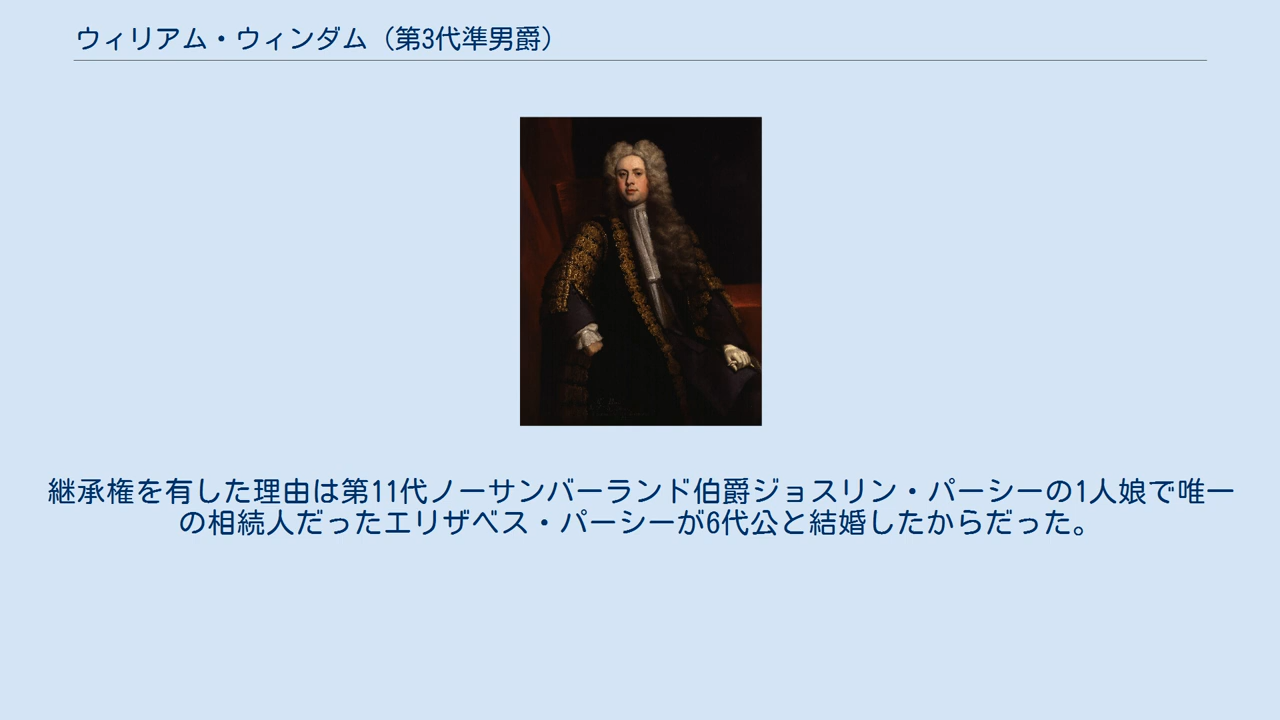 ウィリアム・ウィンダム（第3代準男爵）
継承権を有した理由は第11代ノーサンバーランド伯爵ジョスリン・パーシーの1人娘で唯一
の相続人だったエリザベス・パーシーが6代公と結婚したからだった。